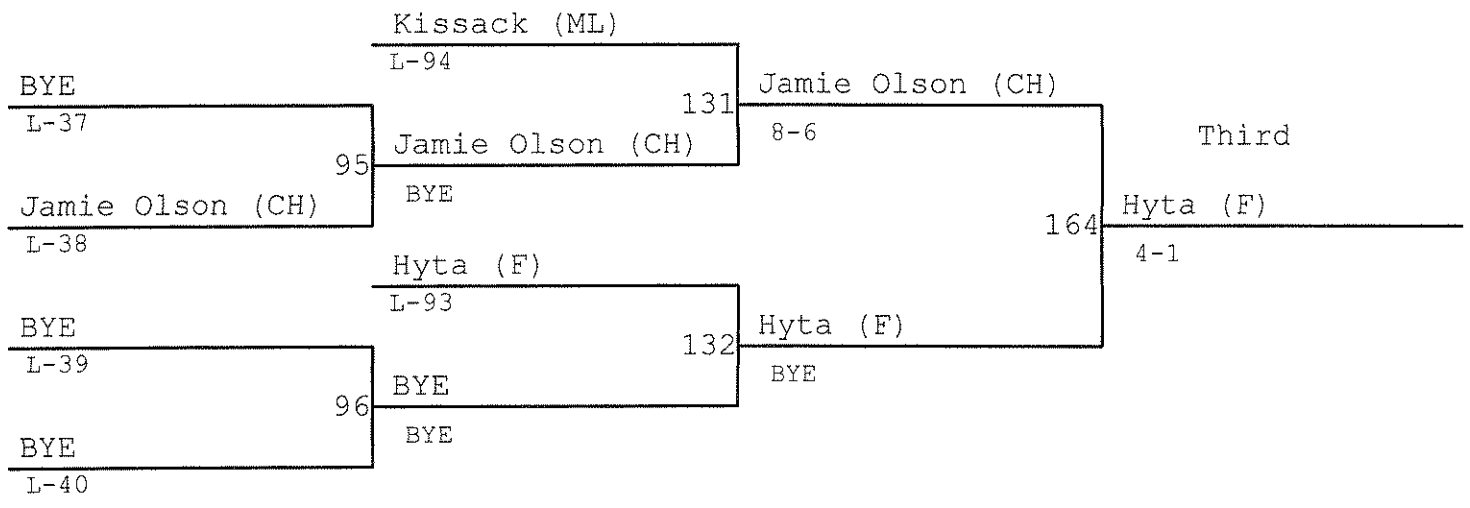 Kissack (ML)
L-94
BYE
L-37
131
Jamie Olson (CH)
8-6
Third
95
Jamie Olson (CH)
BYE
Jamie Olson (CH)
L-38
164
Hyta (F)
4-1
Hyta (F)
L-93
BYE
L-39
132
Hyta (F)
BYE
96
BYE
BYE
BYE
L-40